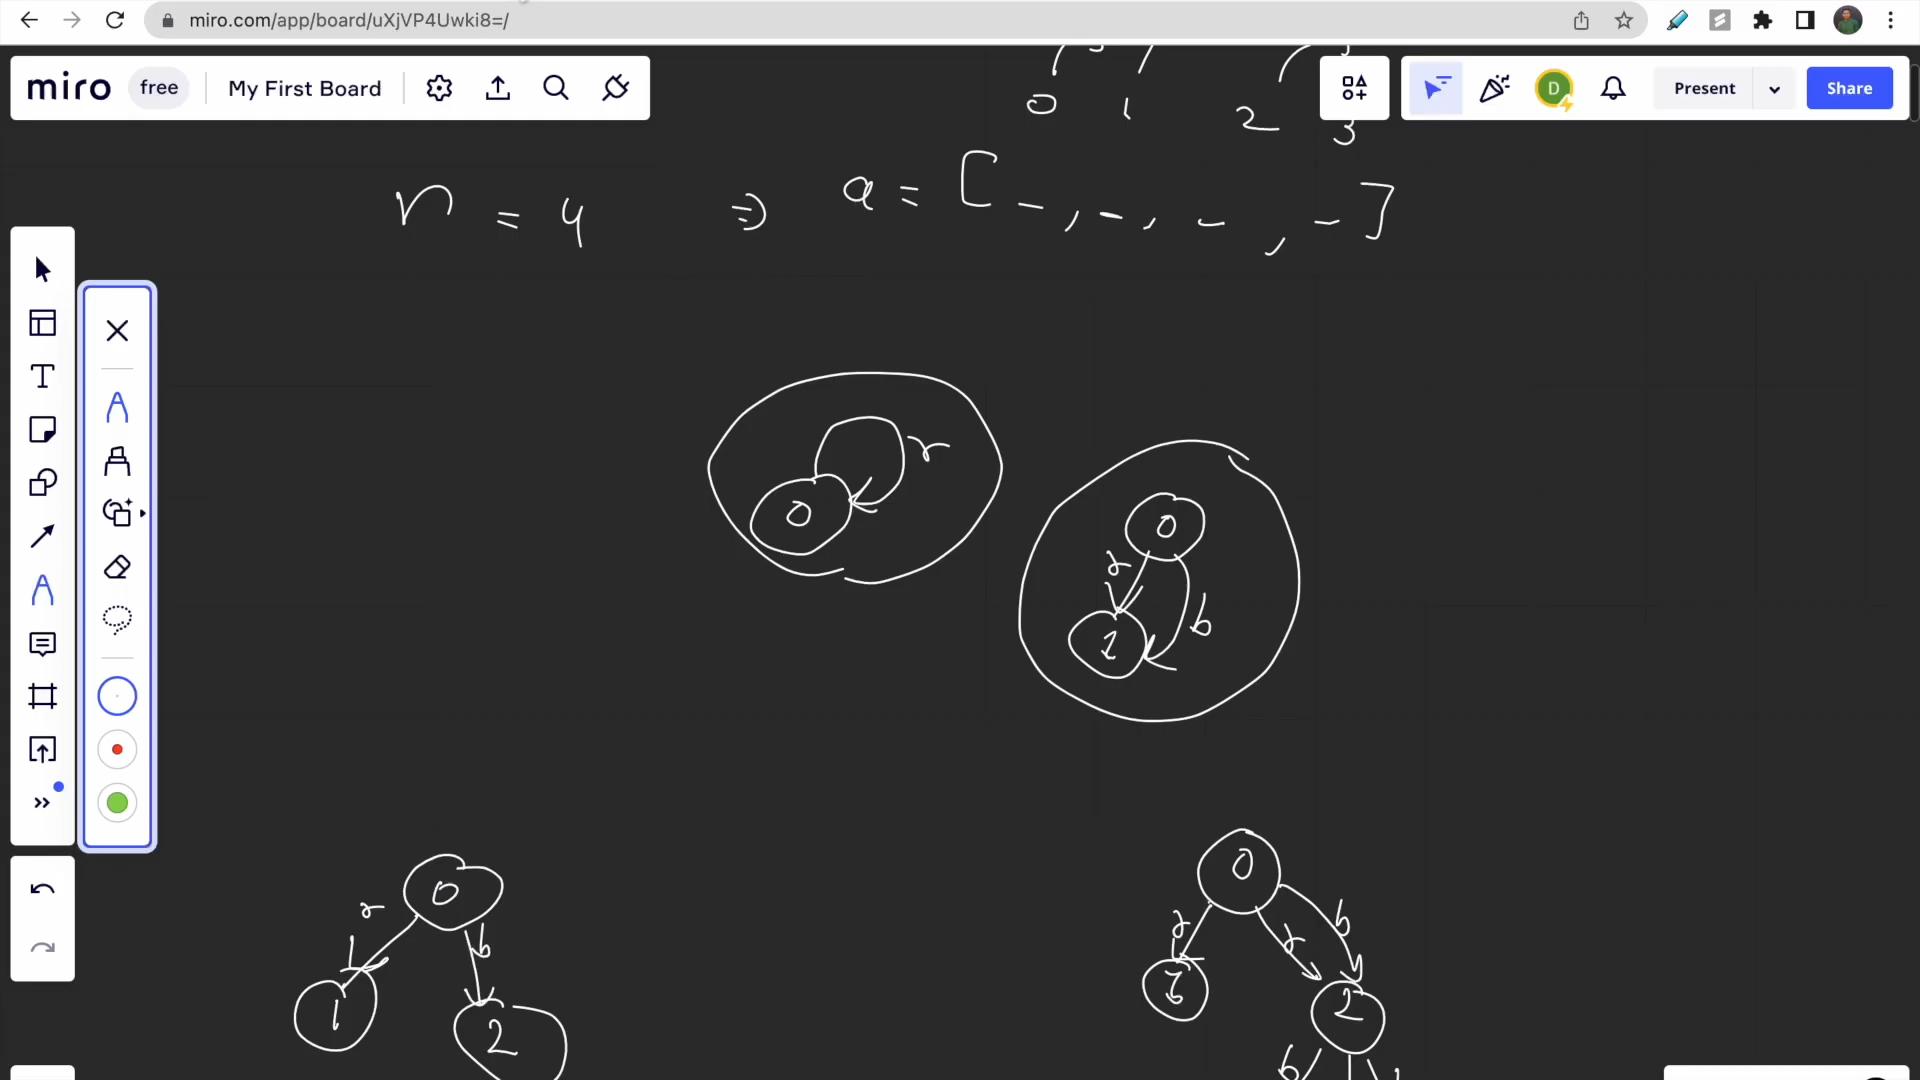 miro.com/app/board/uXjVP4Uwki8=/
miro free My First Board
D Present Share
0 1 2 3
n = 4 ⇒ a = [ _ , _ , _ , _ ]
r
0
0
r
b
1
0
r b
1 2
0
r r b
2
b